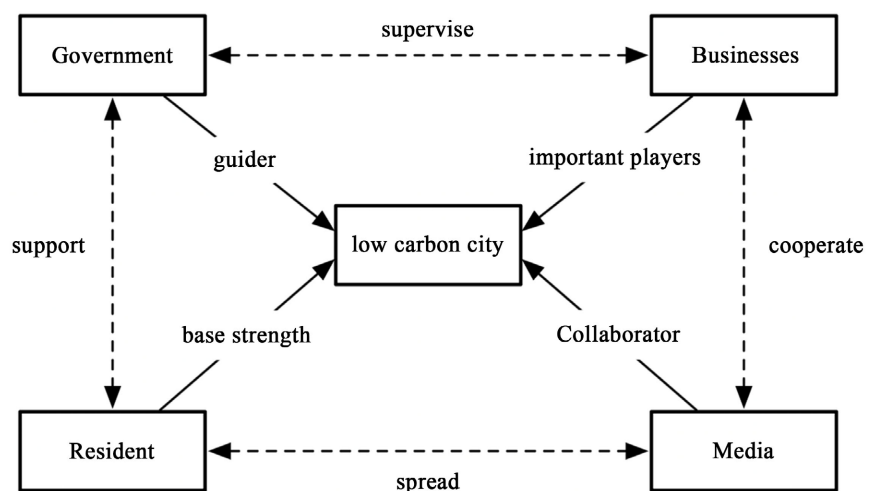 supervise
Government
Businesses
guider
important players
support
low carbon city
cooperate
base strength
Collaborator
Resident
Media
spread